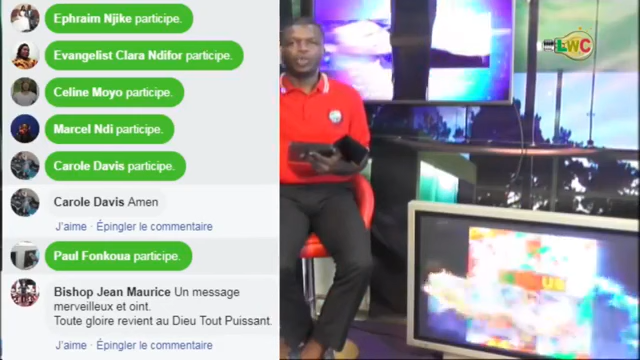 Ephraim Njike participe.
Evangelist Clara Ndifor participe.
Celine Moyo participe.
Marcel Ndi participe.
Carole Davis participe.
Carole Davis Amen
J'aime · Épingler le commentaire
Paul Fonkoua participe.
Bishop Jean Maurice Un message
merveilleux et oint.
Toute gloire revient au Dieu Tout Puissant.
J'aime · Épingler le commentaire
LWC